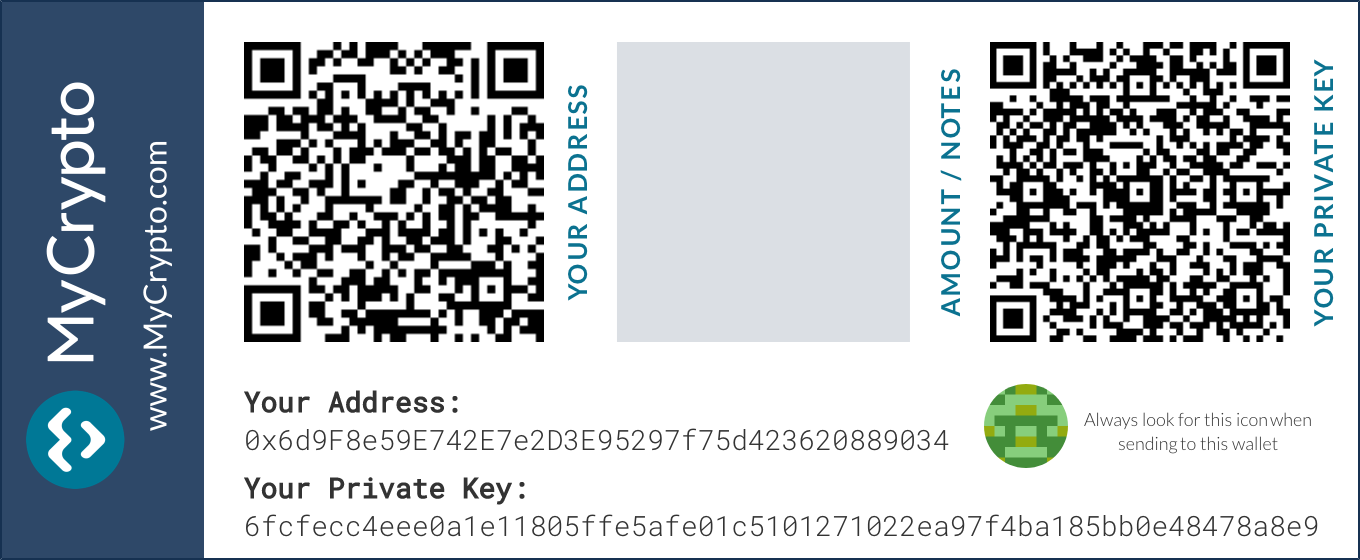 MyCrypto
www.MyCrypto.com
YOUR ADDRESS
AMOUNT / NOTES
YOUR PRIVATE KEY
Your Address:
0x6d9F8e59E742E7e2D3E95297f75d423620889034
Always look for this icon when
sending to this wallet
Your Private Key:
6fcfecc4eee0a1e11805ffe5afe01c5101271022ea97f4ba185bb0e48478a8e9